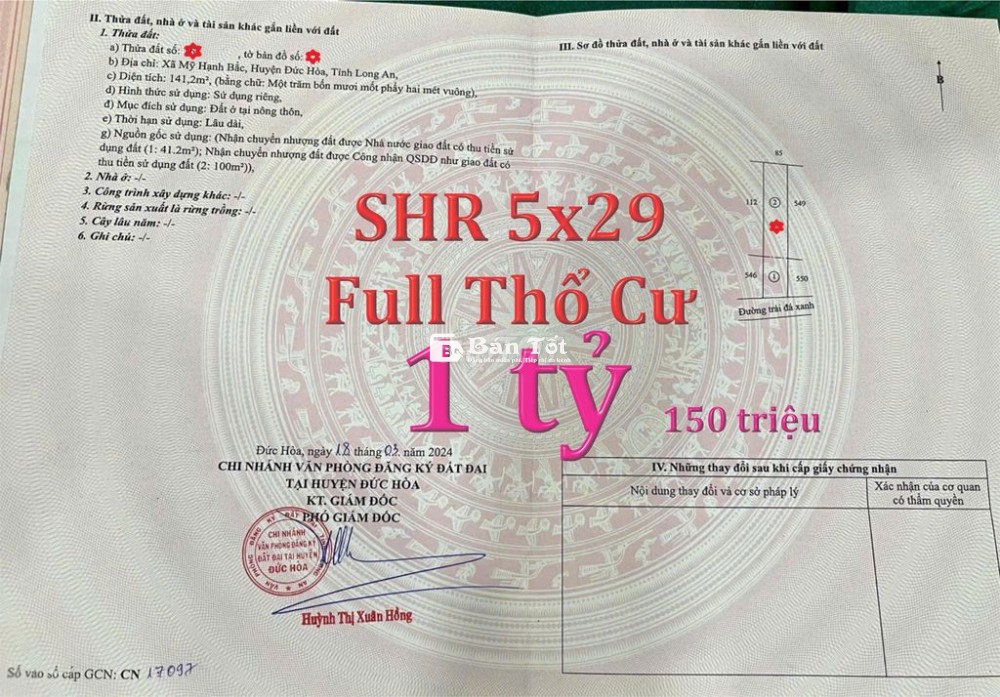 II. Thửa đất, nhà ở và tài sản khác gắn liền với đất
1. Thửa đất:
a) Thửa đất số: , tờ bản đồ số:
b) Địa chỉ: Xã Mỹ Hạnh Bắc, Huyện Đức Hòa, Tỉnh Long An,
c) Diện tích: 141,2m², (bằng chữ: Một trăm bốn mươi mốt phẩy hai mét vuông),
d) Hình thức sử dụng: Sử dụng riêng,
đ) Mục đích sử dụng: Đất ở tại nông thôn,
e) Thời hạn sử dụng: Lâu dài,
g) Nguồn gốc sử dụng: (Nhận chuyển nhượng đất được Nhà nước giao đất có thu tiền sử
dụng đất (1: 41.2m²); Nhận chuyển nhượng đất được Công nhận QSDĐ như giao đất có
thu tiền sử dụng đất (2: 100m²)),
2. Nhà ở: -/-
3. Công trình xây dựng khác: -/-
4. Rừng sản xuất là rừng trồng: -/-
5. Cây lâu năm: -/-
6. Ghi chú: -/-
III. Sơ đồ thửa đất, nhà ở và tài sản khác gắn liền với đất
B
85
112 2 549
546 1 550
Đường trải đá xanh
SHR 5x29
Full Thổ Cư
1 tỷ
150 triệu
Bán Tốt
Đức Hòa, ngày 18 tháng 03 năm 2024
CHI NHÁNH VĂN PHÒNG ĐĂNG KÝ ĐẤT ĐAI
TẠI HUYỆN ĐỨC HÒA
KT. GIÁM ĐỐC
PHÓ GIÁM ĐỐC
CHI NHÁNH
VĂN PHÒNG ĐĂNG KÝ
ĐẤT ĐAI TẠI HUYỆN
ĐỨC HÒA
Huỳnh Thị Xuân Hồng
IV. Những thay đổi sau khi cấp giấy chứng nhận
Nội dung thay đổi và cơ sở pháp lý
Xác nhận của cơ quan
có thẩm quyền
Số vào sổ cấp GCN: CN 17097